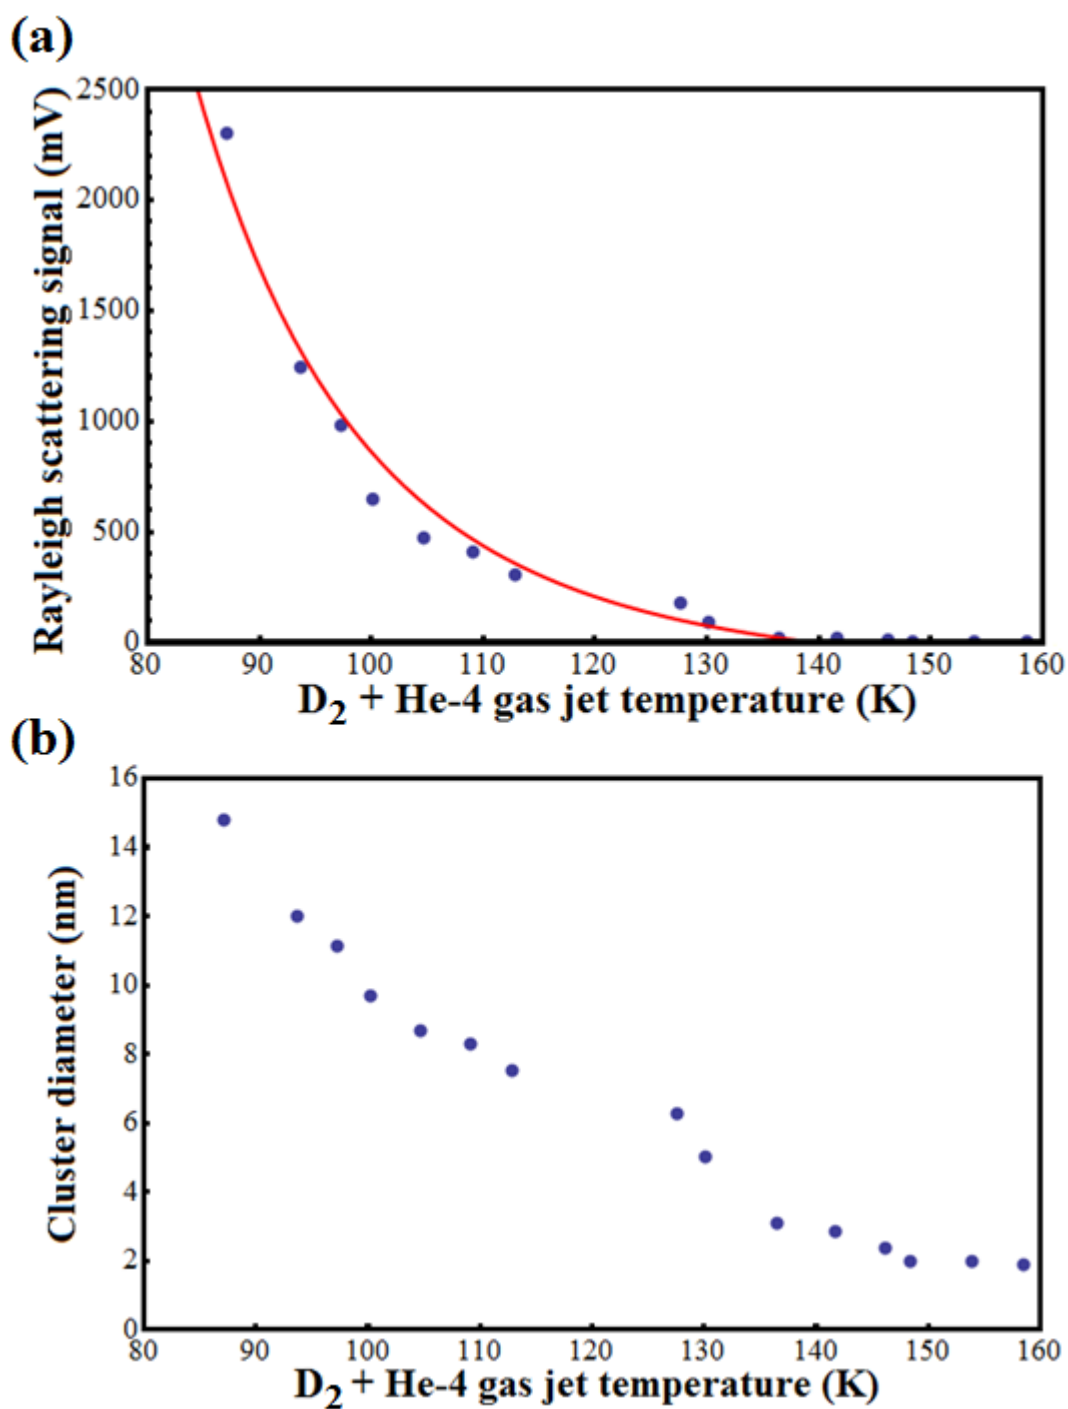 (a)
Rayleigh scattering signal (mV)
2500
2000
1500
1000
500
0
80 90 100 110 120 130 140 150 160
D2 + He-4 gas jet temperature (K)
(b)
Cluster diameter (nm)
16
14
12
10
8
6
4
2
0
80 90 100 110 120 130 140 150 160
D2 + He-4 gas jet temperature (K)